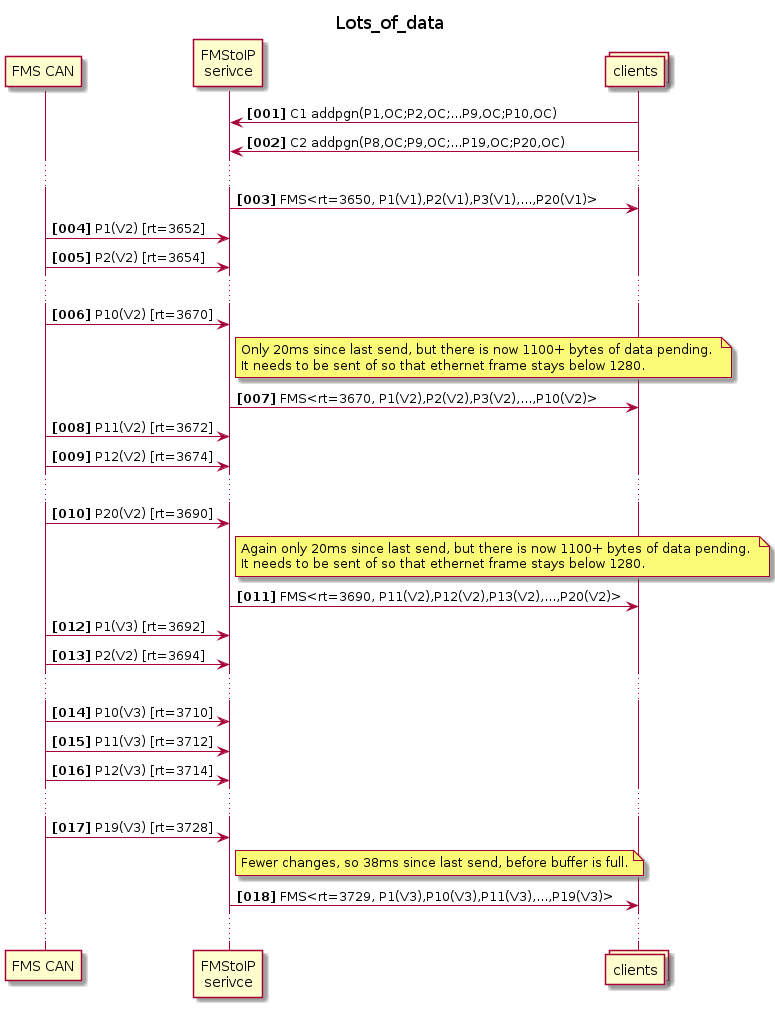 Lots_of_data
FMS CAN
FMStoIP
serivce
clients
[001] C1 addpgn(P1,OC;P2,OC;...P9,OC;P10,OC)
[002] C2 addpgn(P8,OC;P9,OC;...P19,OC;P20,OC)
[003] FMS<rt=3650, P1(V1),P2(V1),P3(V1),...,P20(V1)>
[004] P1(V2) [rt=3652]
[005] P2(V2) [rt=3654]
[006] P10(V2) [rt=3670]
Only 20ms since last send, but there is now 1100+ bytes of data pending.
It needs to be sent of so that ethernet frame stays below 1280.
[007] FMS<rt=3670, P1(V2),P2(V2),P3(V2),...,P10(V2)>
[008] P11(V2) [rt=3672]
[009] P12(V2) [rt=3674]
[010] P20(V2) [rt=3690]
Again only 20ms since last send, but there is now 1100+ bytes of data pending.
It needs to be sent of so that ethernet frame stays below 1280.
[011] FMS<rt=3690, P11(V2),P12(V2),P13(V2),...,P20(V2)>
[012] P1(V3) [rt=3692]
[013] P2(V2) [rt=3694]
[014] P10(V3) [rt=3710]
[015] P11(V3) [rt=3712]
[016] P12(V3) [rt=3714]
[017] P19(V3) [rt=3728]
Fewer changes, so 38ms since last send, before buffer is full.
[018] FMS<rt=3729, P1(V3),P10(V3),P11(V3),...,P19(V3)>
FMS CAN
FMStoIP
serivce
clients